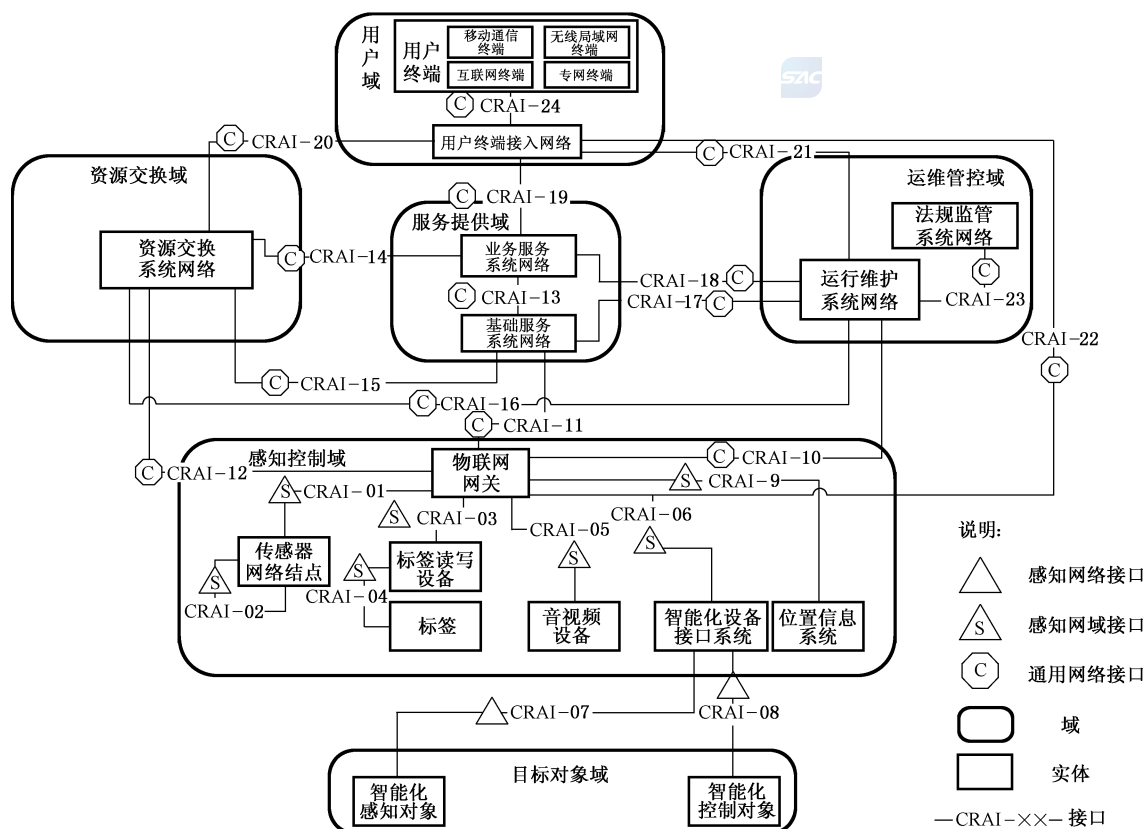 用户域
用户
终端
移动通信
终端
无线局域网
终端
互联网终端
专网终端
SAC
C CRAI-24
用户终端接入网络
C CRAI-20
C CRAI-21
资源交换域
C CRAI-19
运维管控域
服务提供域
法规监管
系统网络
资源交换
系统网络
业务服务
系统网络
C CRAI-14
CRAI-18 C
C
运行维护
系统网络
C CRAI-13
CRAI-17 C
CRAI-23
基础服务
系统网络
CRAI-22
C
C CRAI-15
C CRAI-16
C CRAI-11
感知控制域
物联网
网关
C CRAI-10
C CRAI-12
S CRAI-9
S CRAI-01
S CRAI-03
CRAI-06
CRAI-05
S
S
传感器
网络结点
标签读写
设备
S
S
CRAI-02
CRAI-04
标签
音视频
设备
智能化设备
接口系统
位置信息
系统
CRAI-07
CRAI-08
目标对象域
智能化
感知对象
智能化
控制对象
说明:
感知网络接口
S 感知网域接口
C 通用网络接口
域
实体
—CRAI-××— 接口